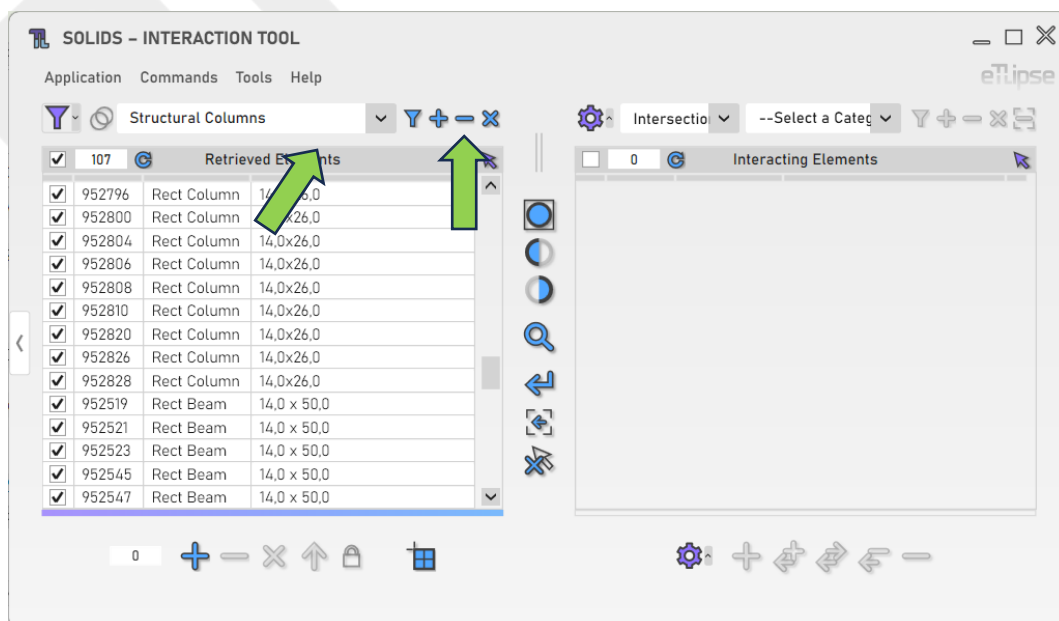 SOLIDS – INTERACTION TOOL
Application Commands Tools Help
eTLipse
Structural Columns
Intersectio
--Select a Categ
107 Retrieved Elements
0 Interacting Elements
952796 Rect Column
952800 Rect Column
952804 Rect Column 14,0x26,0
952806 Rect Column 14,0x26,0
952808 Rect Column 14,0x26,0
952810 Rect Column 14,0x26,0
952820 Rect Column 14,0x26,0
952826 Rect Column 14,0x26,0
952828 Rect Column 14,0x26,0
952519 Rect Beam 14,0 x 50,0
952521 Rect Beam 14,0 x 50,0
952523 Rect Beam 14,0 x 50,0
952545 Rect Beam 14,0 x 50,0
952547 Rect Beam 14,0 x 50,0
0